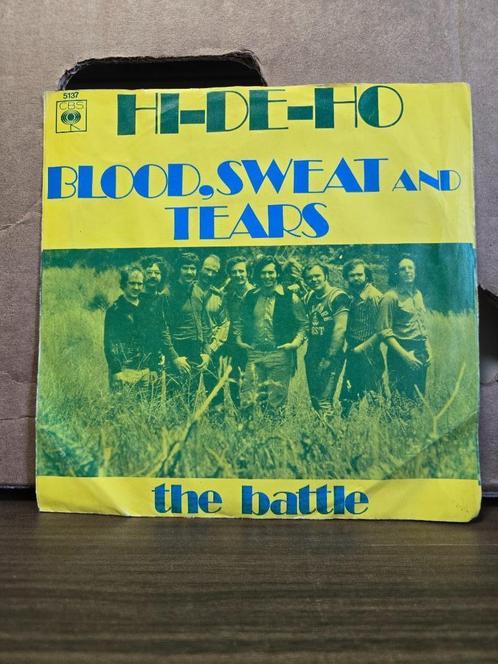 5137
CBS
HI-DE-HO
BLOOD, SWEAT AND
TEARS
the battle